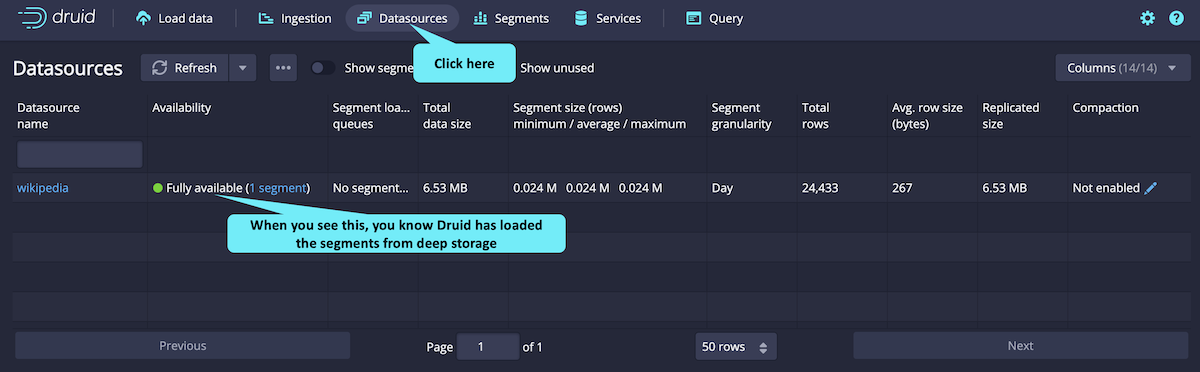 druid Load data Ingestion Datasources Segments Services Query
Click here
Datasources Refresh Show segme Show unused Columns (14/14)
Datasource name Availability Segment loa... queues Total data size Segment size (rows) minimum / average / maximum Segment granularity Total rows Avg. row size (bytes) Replicated size Compaction
wikipedia Fully available (1 segment) No segment... 6.53 MB 0.024 M 0.024 M 0.024 M Day 24,433 267 6.53 MB Not enabled
When you see this, you know Druid has loaded
the segments from deep storage
Previous Page 1 of 1 50 rows Next